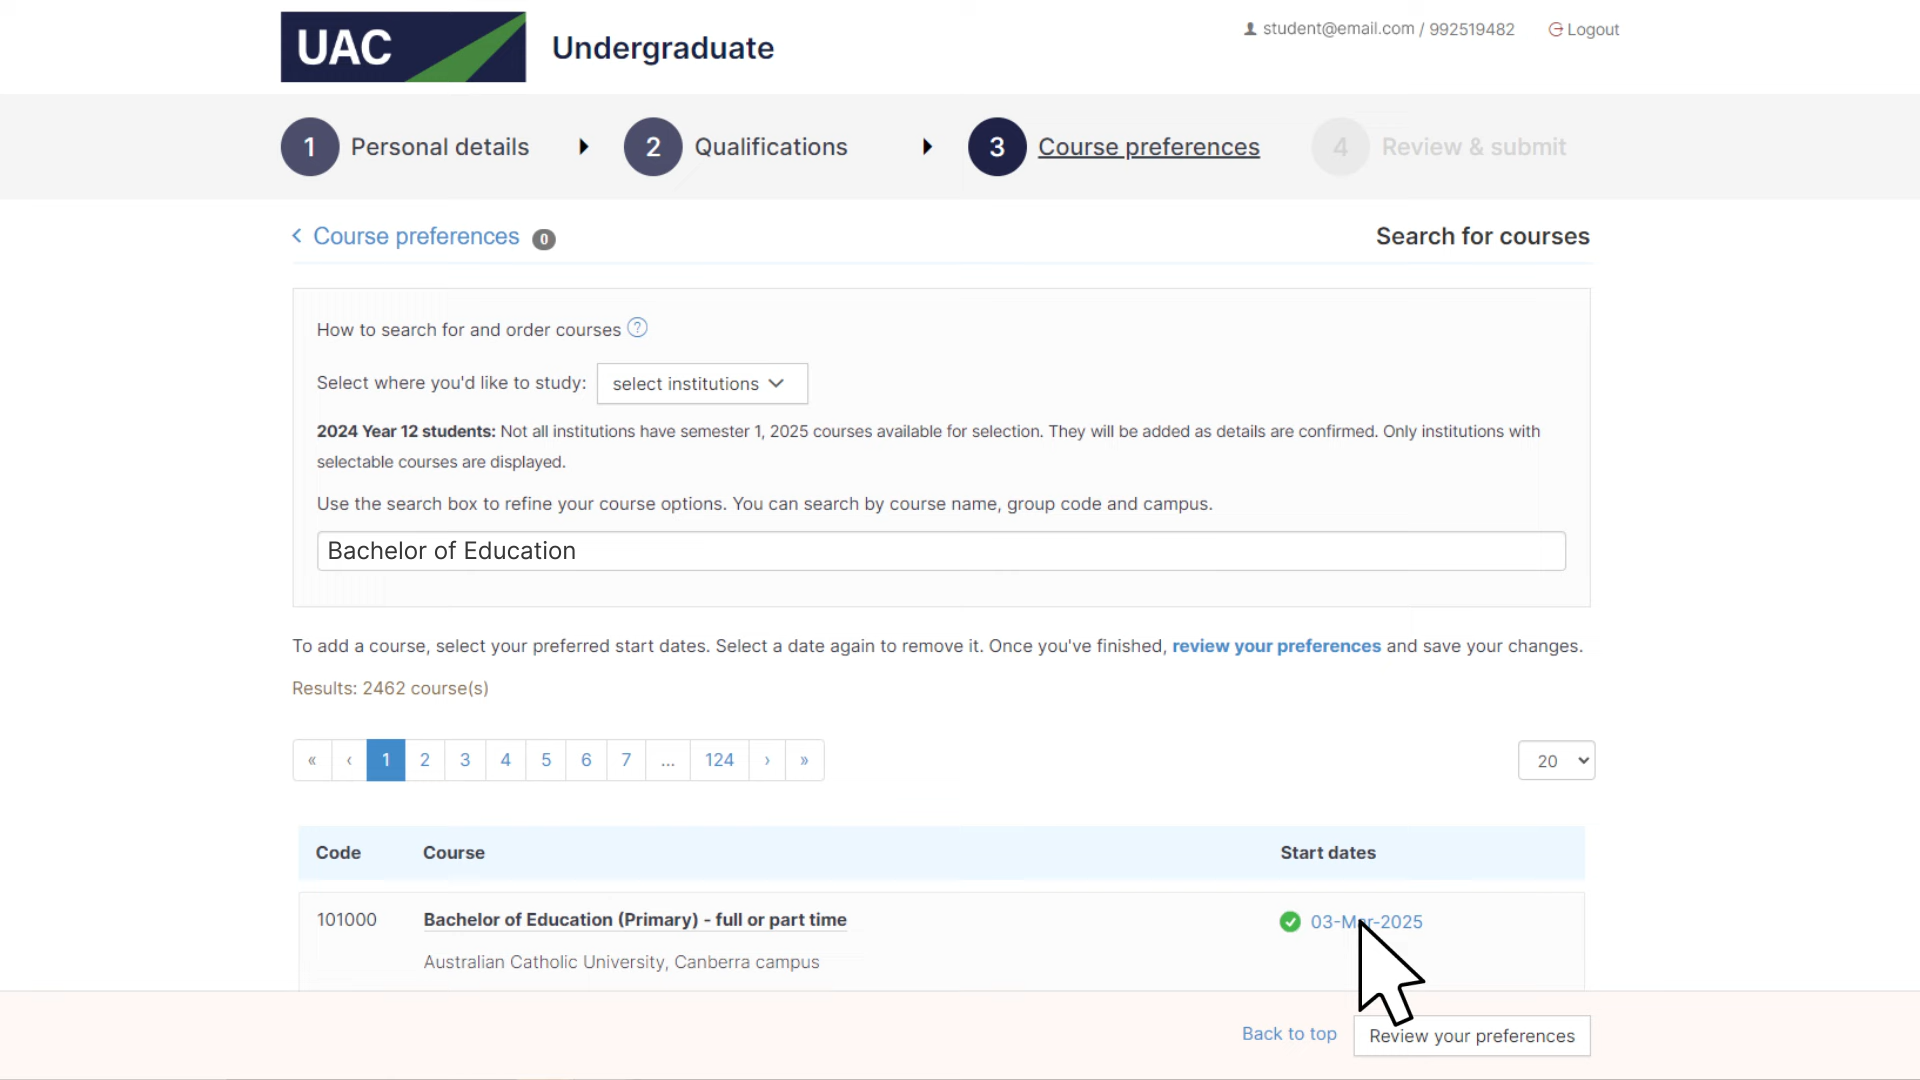 UAC
Undergraduate
student@email.com / 992519482
Logout
1 Personal details
2 Qualifications
3 Course preferences
4 Review & submit
Course preferences 0
Search for courses
How to search for and order courses ?
Select where you'd like to study: select institutions
2024 Year 12 students: Not all institutions have semester 1, 2025 courses available for selection. They will be added as details are confirmed. Only institutions with
selectable courses are displayed.
Use the search box to refine your course options. You can search by course name, group code and campus.
Bachelor of Education
To add a course, select your preferred start dates. Select a date again to remove it. Once you've finished, review your preferences and save your changes.
Results: 2462 course(s)
« ‹ 1 2 3 4 5 6 7 ... 124 › »
20
Code Course Start dates
101000 Bachelor of Education (Primary) - full or part time 03-Mar-2025
Australian Catholic University, Canberra campus
Back to top
Review your preferences